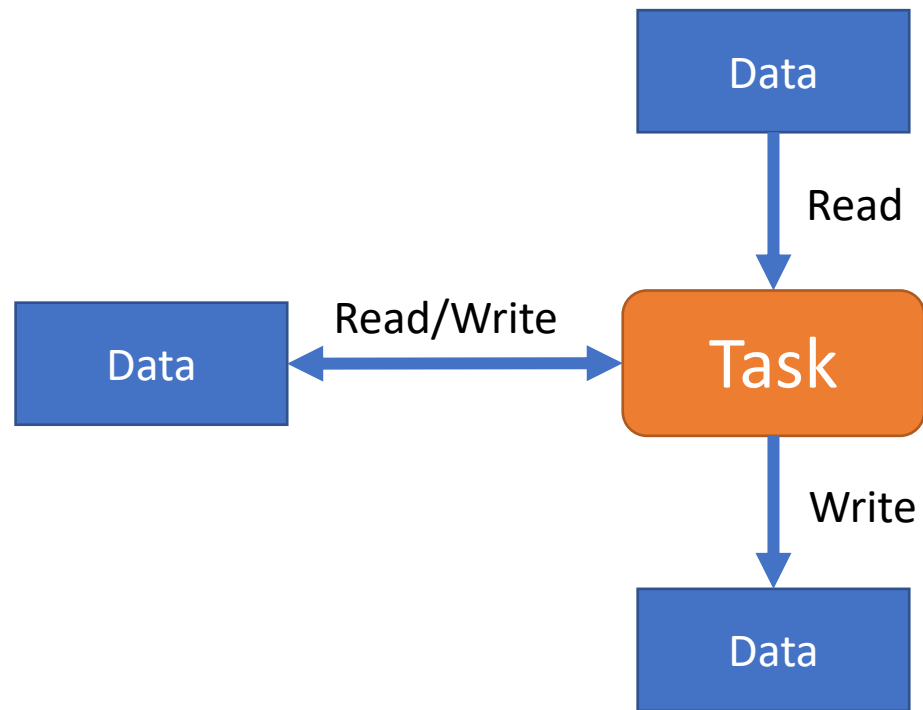 Data
Read
Read/Write
Data
Task
Write
Data